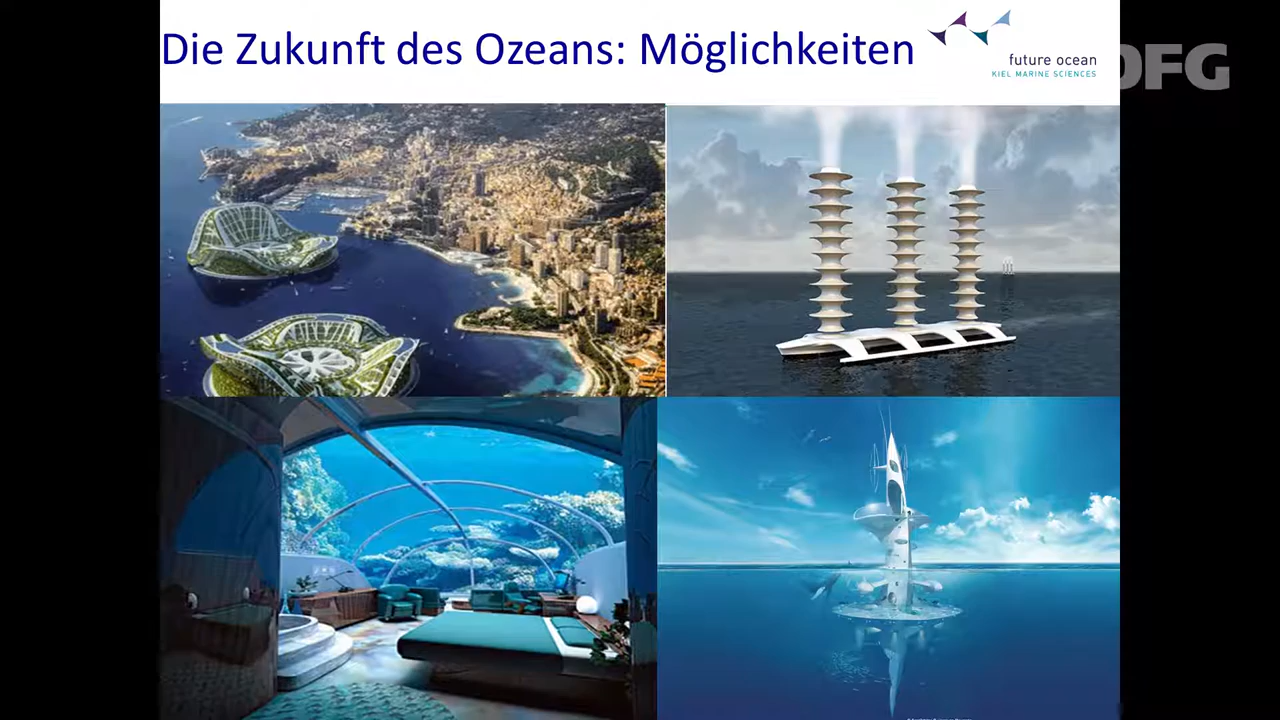 Die Zukunft des Ozeans: Möglichkeiten
future ocean
KIEL MARINE SCIENCES
DFG